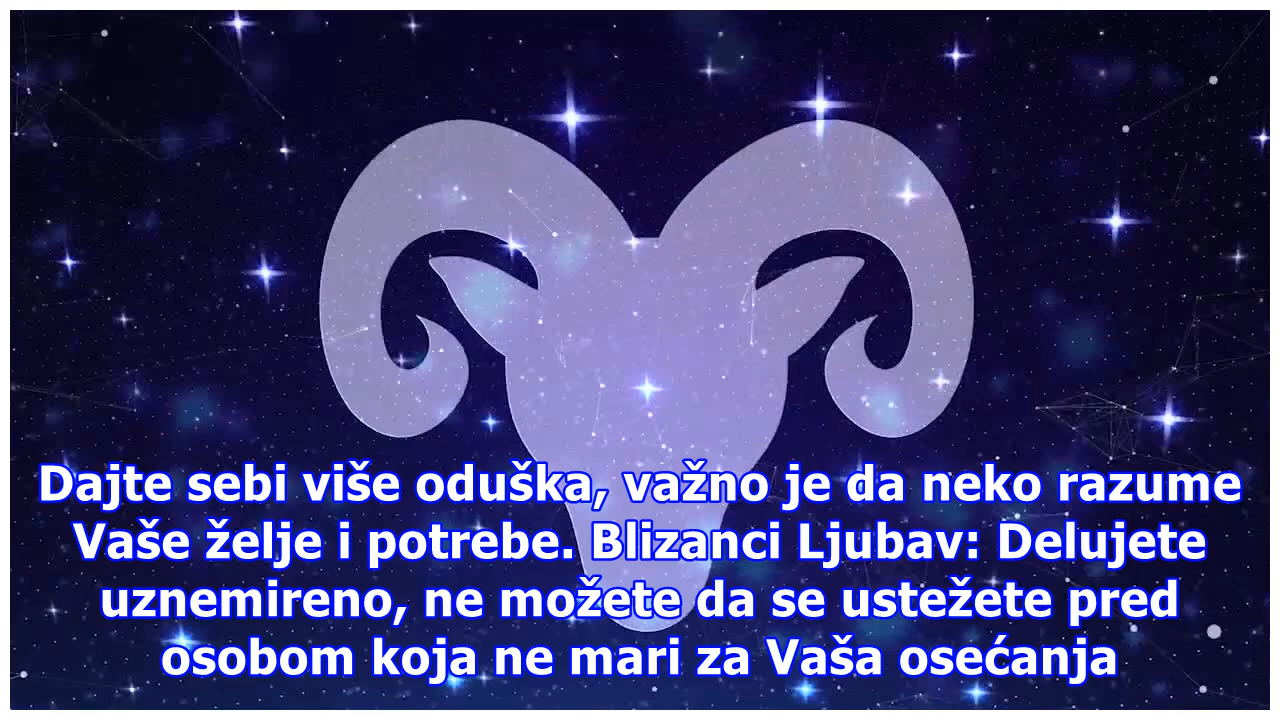 Dajte sebi više oduška, važno je da neko razume
Vaše želje i potrebe. Blizanci Ljubav: Delujete
uznemireno, ne možete da se ustežete pred
osobom koja ne mari za Vaša osećanja